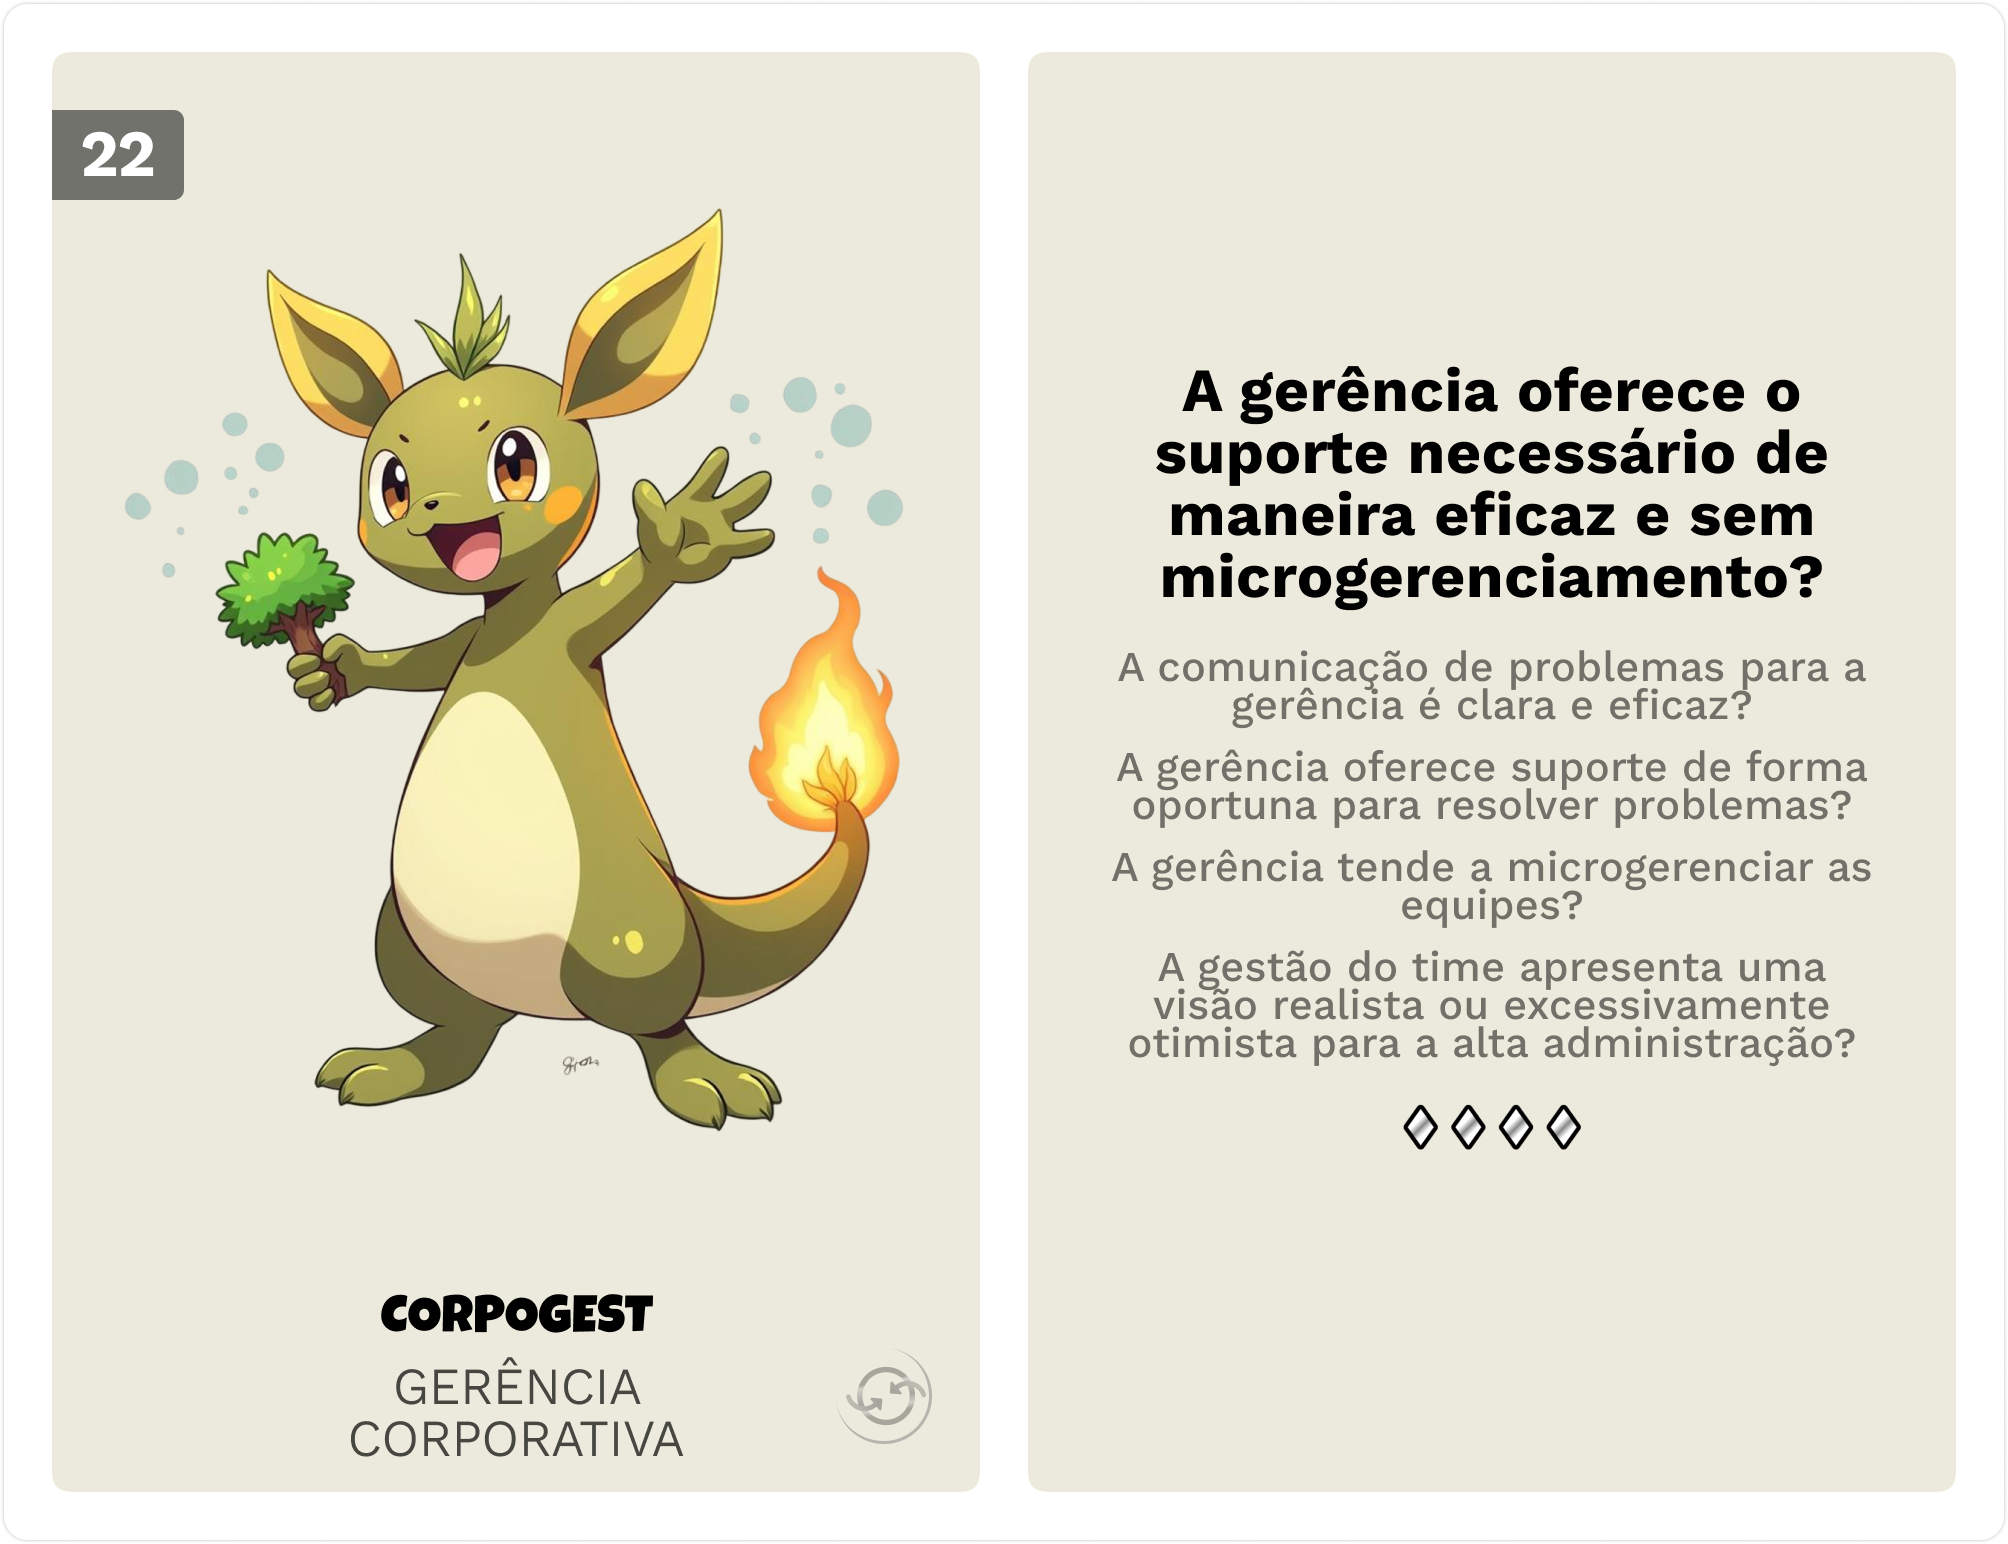 22
CORPOGEST
GERÊNCIA
CORPORATIVA
A gerência oferece o
suporte necessário de
maneira eficaz e sem
microgerenciamento?
A comunicação de problemas para a
gerência é clara e eficaz?
A gerência oferece suporte de forma
oportuna para resolver problemas?
A gerência tende a microgerenciar as
equipes?
A gestão do time apresenta uma
visão realista ou excessivamente
otimista para a alta administração?